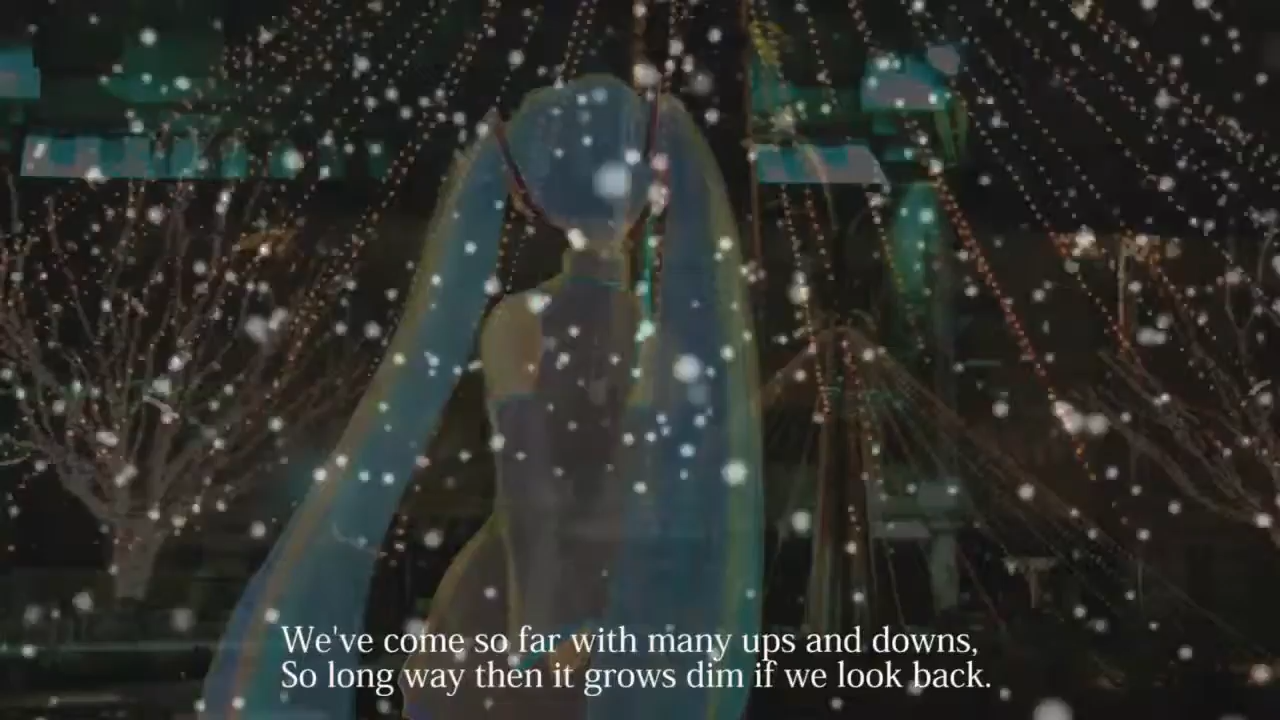 We've come so far with many ups and downs,
So long way then it grows dim if we look back.